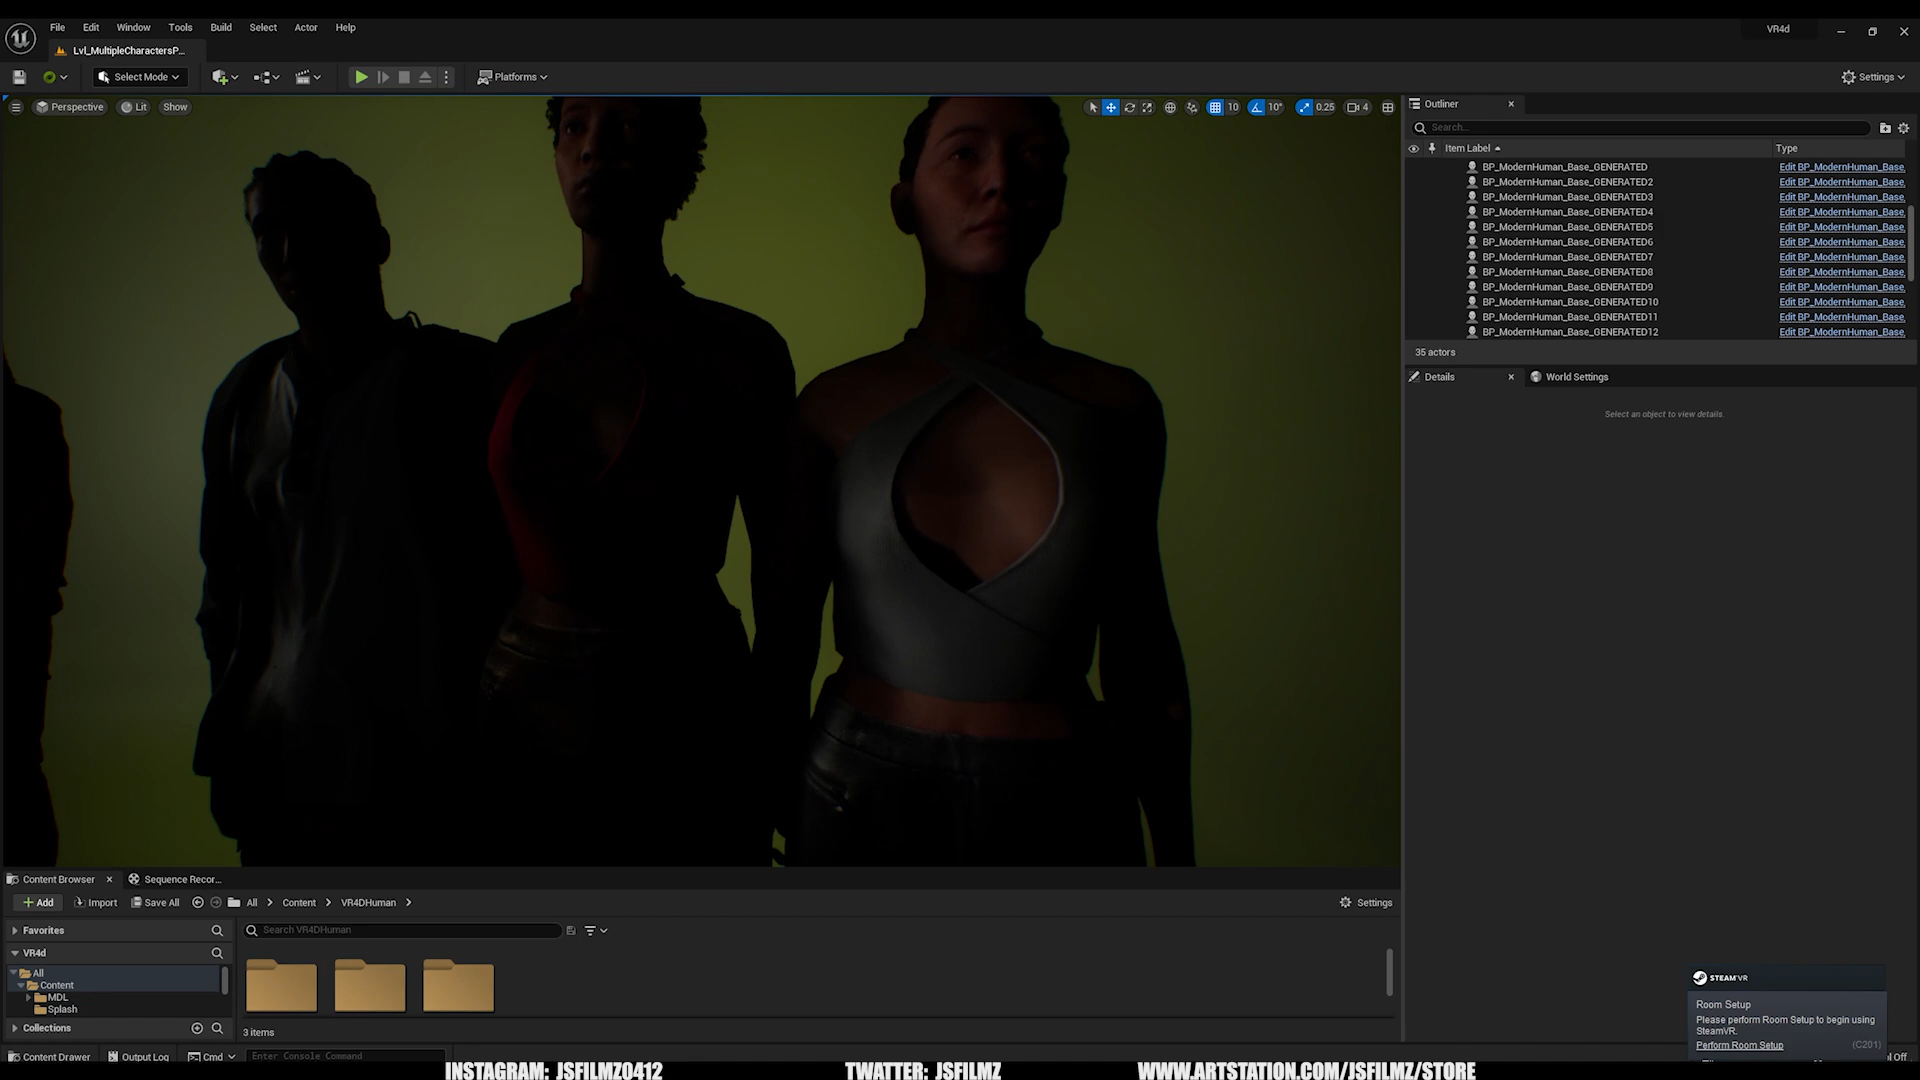 File Edit Window Tools Build Select Actor Help
VR4d
Lvl_MultipleCharactersP...
Select Mode
Platforms
Settings
Perspective Lit Show
10 10° 0.25 4
Outliner
Search...
Item Label Type
BP_ModernHuman_Base_GENERATED Edit BP_ModernHuman_Base
BP_ModernHuman_Base_GENERATED2 Edit BP_ModernHuman_Base
BP_ModernHuman_Base_GENERATED3 Edit BP_ModernHuman_Base
BP_ModernHuman_Base_GENERATED4 Edit BP_ModernHuman_Base
BP_ModernHuman_Base_GENERATED5 Edit BP_ModernHuman_Base
BP_ModernHuman_Base_GENERATED6 Edit BP_ModernHuman_Base
BP_ModernHuman_Base_GENERATED7 Edit BP_ModernHuman_Base
BP_ModernHuman_Base_GENERATED8 Edit BP_ModernHuman_Base
BP_ModernHuman_Base_GENERATED9 Edit BP_ModernHuman_Base
BP_ModernHuman_Base_GENERATED10 Edit BP_ModernHuman_Base
BP_ModernHuman_Base_GENERATED11 Edit BP_ModernHuman_Base
BP_ModernHuman_Base_GENERATED12 Edit BP_ModernHuman_Base
35 actors
Details World Settings
Select an object to view details.
Content Browser Sequence Recor...
Add Import Save All All Content VR4DHuman Settings
Favorites
Search VR4DHuman
VR4d
All
Content
MDL
Splash
Collections
3 items
STEAM VR
Room Setup
Please perform Room Setup to begin using
SteamVR.
Perform Room Setup (C201)
Content Drawer Output Log Cmd Enter Console Command
INSTAGRAM: JSFILMZ0412 TWATTER: JSFILMZ WWW.ARTSTATION.COM/JSFILMZ/STORE